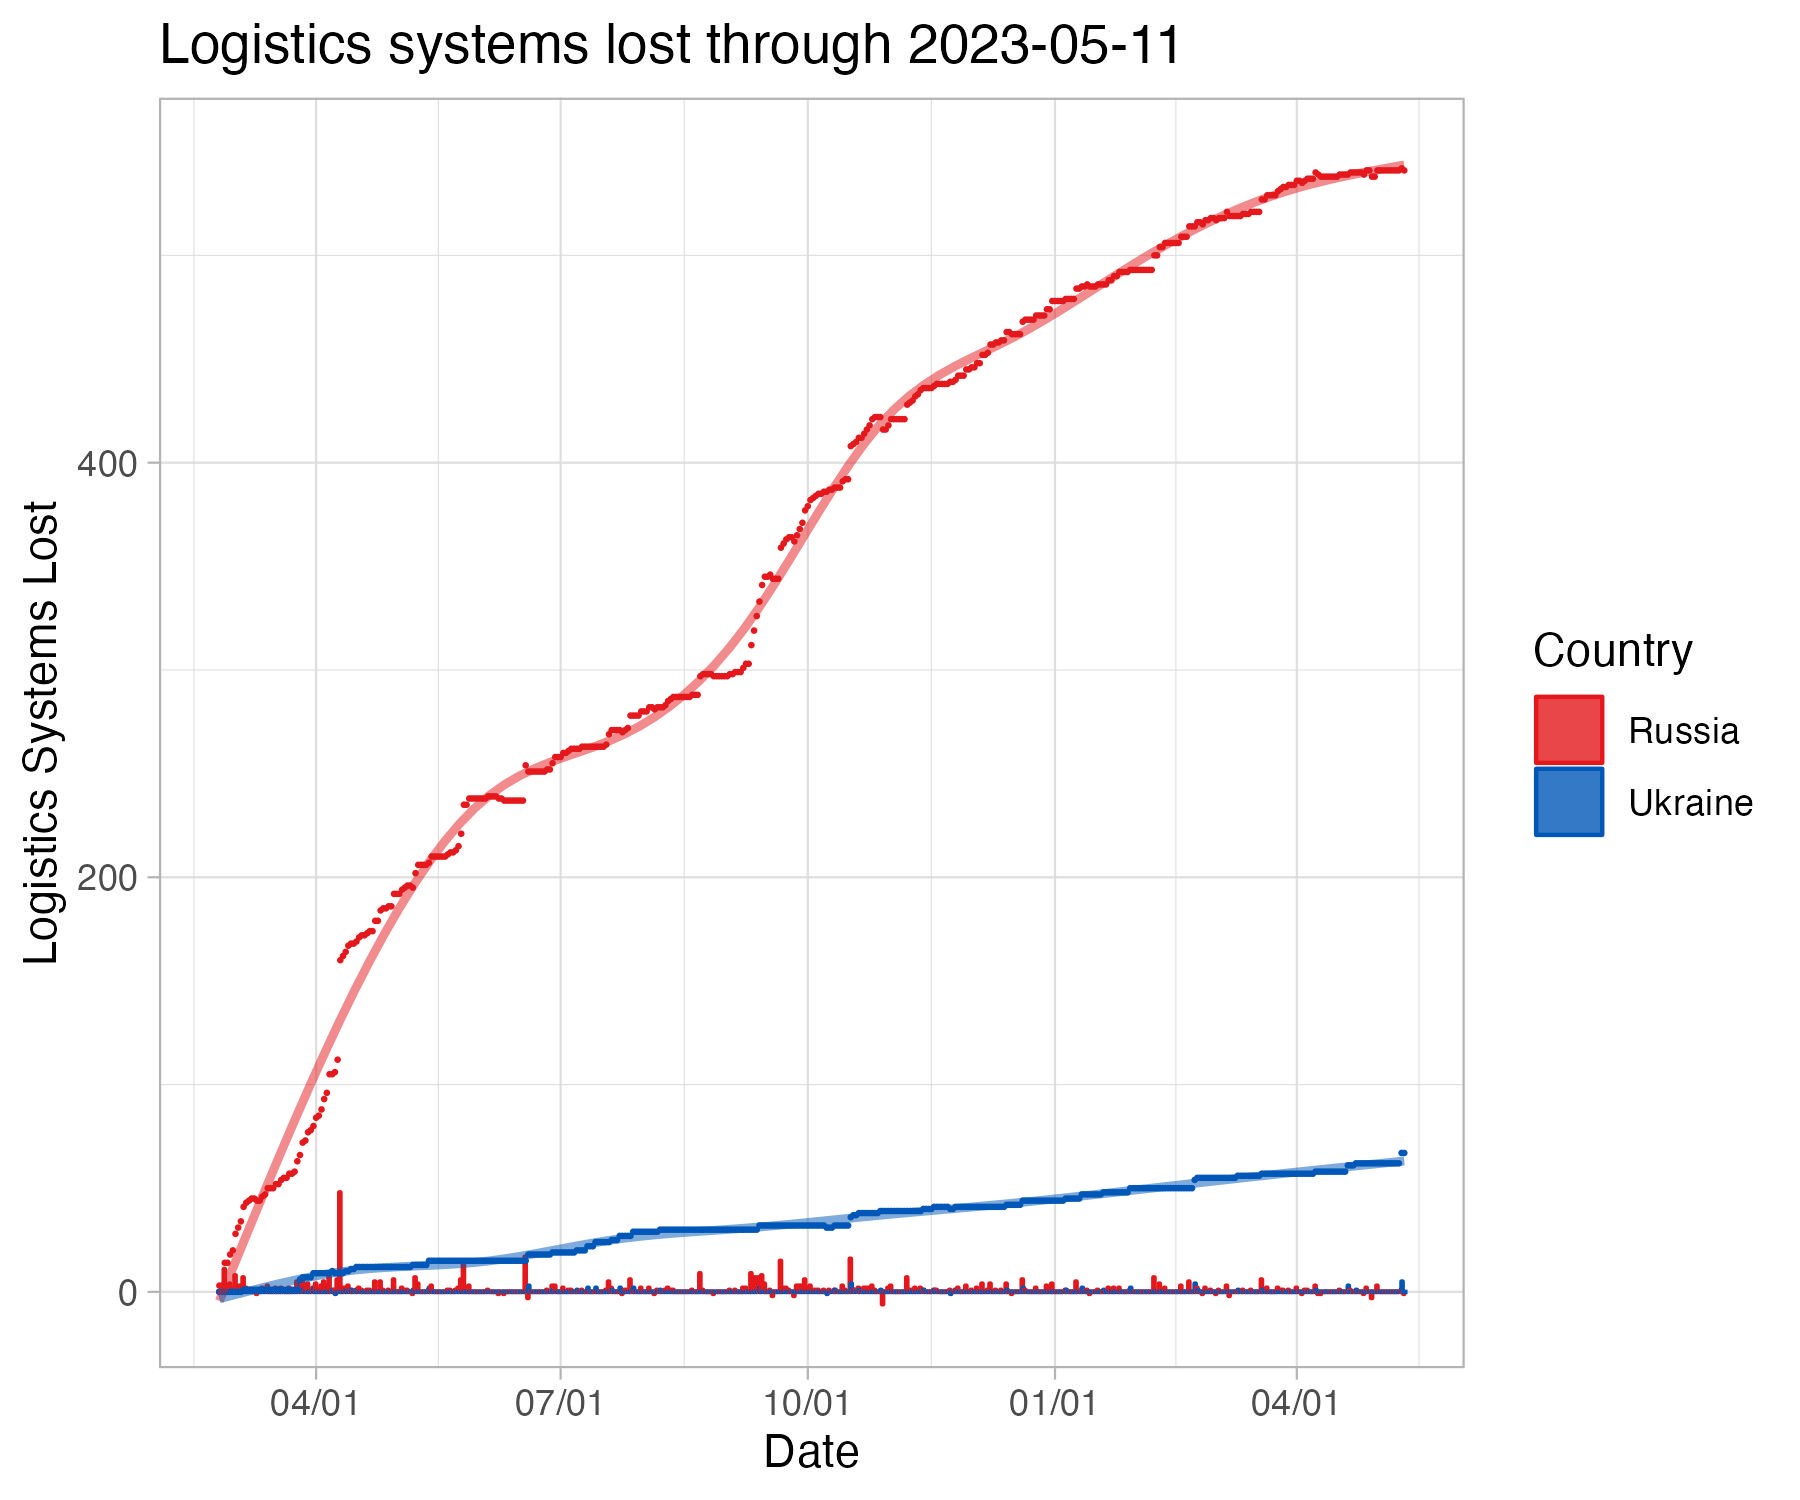 Logistics systems lost through 2023-05-11
Logistics Systems Lost
400
200
0
04/01
07/01
10/01
01/01
04/01
Date
Country
Russia
Ukraine